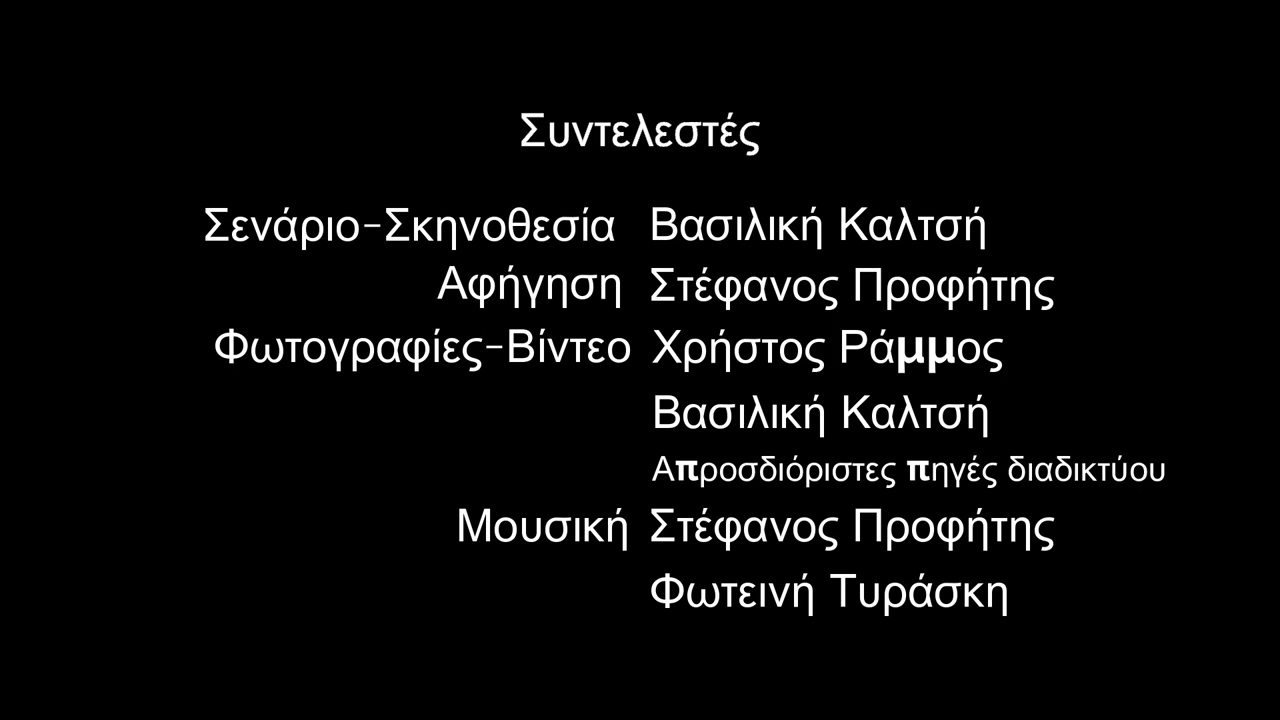 Συντελεστές
Σενάριο-Σκηνοθεσία Βασιλική Καλτσή
Αφήγηση Στέφανος Προφήτης
Φωτογραφίες-Βίντεο Χρήστος Ράμμος
Βασιλική Καλτσή
Απροσδιόριστες πηγές διαδικτύου
Μουσική Στέφανος Προφήτης
Φωτεινή Τυράσκη